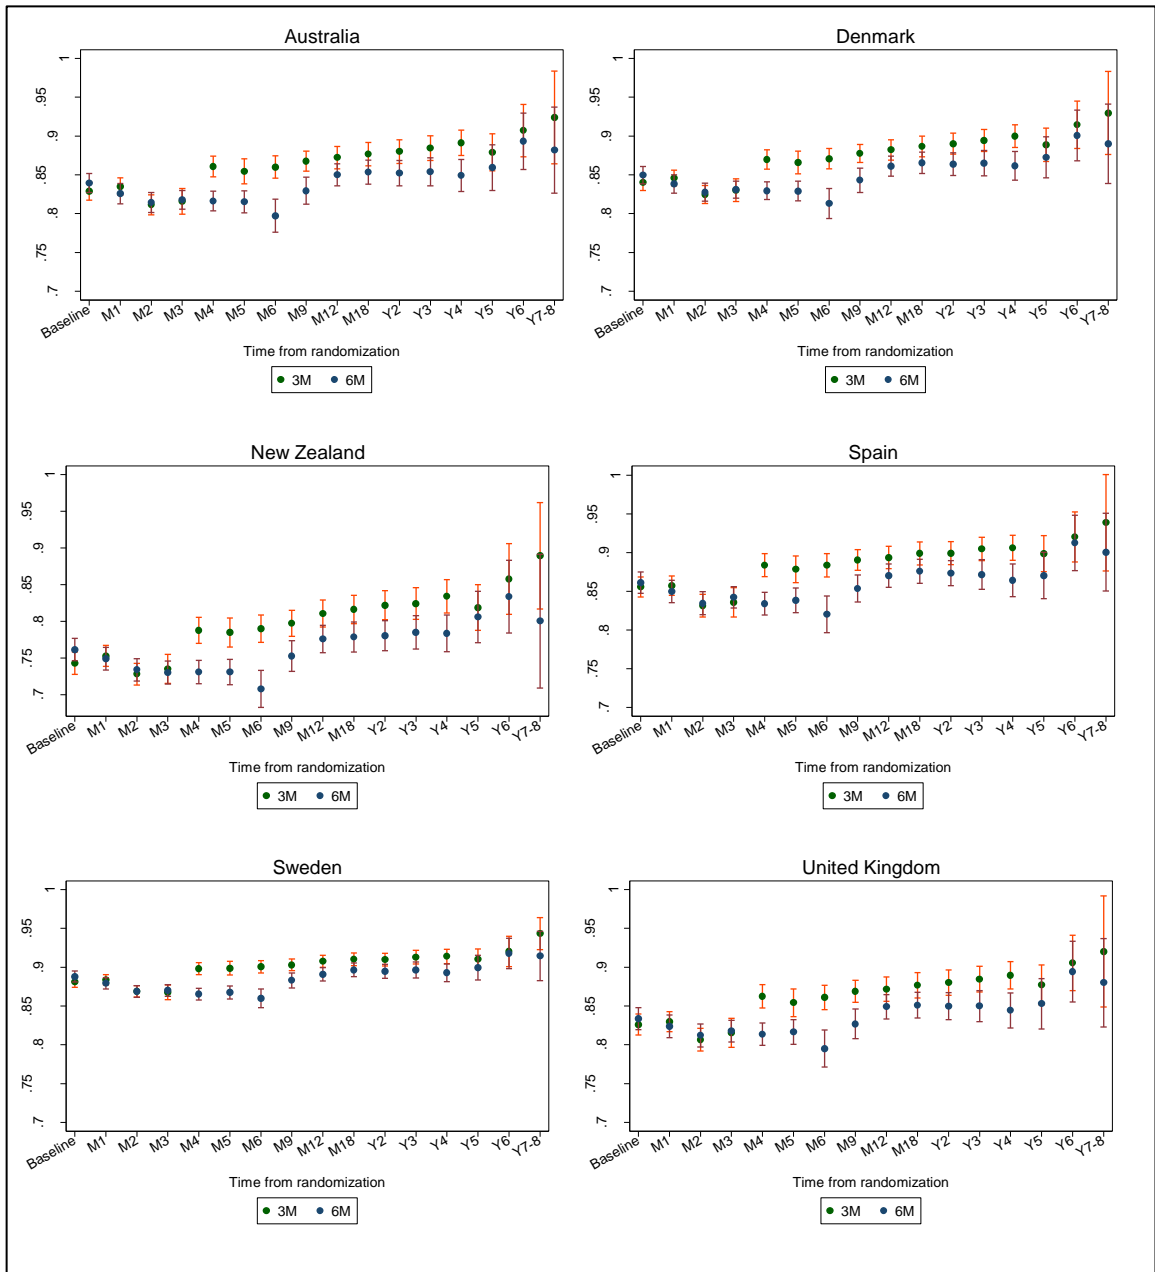 Australia
1
.95
.9
.85
.8
.75
.7
Baseline M1 M2 M3 M4 M5 M6 M9 M12 M18 Y2 Y3 Y4 Y5 Y6 Y7-8
Time from randomization
3M 6M
Denmark
1
.95
.9
.85
.8
.75
.7
Baseline M1 M2 M3 M4 M5 M6 M9 M12 M18 Y2 Y3 Y4 Y5 Y6 Y7-8
Time from randomization
3M 6M
New Zealand
1
.95
.9
.85
.8
.75
.7
Baseline M1 M2 M3 M4 M5 M6 M9 M12 M18 Y2 Y3 Y4 Y5 Y6 Y7-8
Time from randomization
3M 6M
Spain
1
.95
.9
.85
.8
.75
.7
Baseline M1 M2 M3 M4 M5 M6 M9 M12 M18 Y2 Y3 Y4 Y5 Y6 Y7-8
Time from randomization
3M 6M
Sweden
1
.95
.9
.85
.8
.75
.7
Baseline M1 M2 M3 M4 M5 M6 M9 M12 M18 Y2 Y3 Y4 Y5 Y6 Y7-8
Time from randomization
3M 6M
United Kingdom
1
.95
.9
.85
.8
.75
.7
Baseline M1 M2 M3 M4 M5 M6 M9 M12 M18 Y2 Y3 Y4 Y5 Y6 Y7-8
Time from randomization
3M 6M